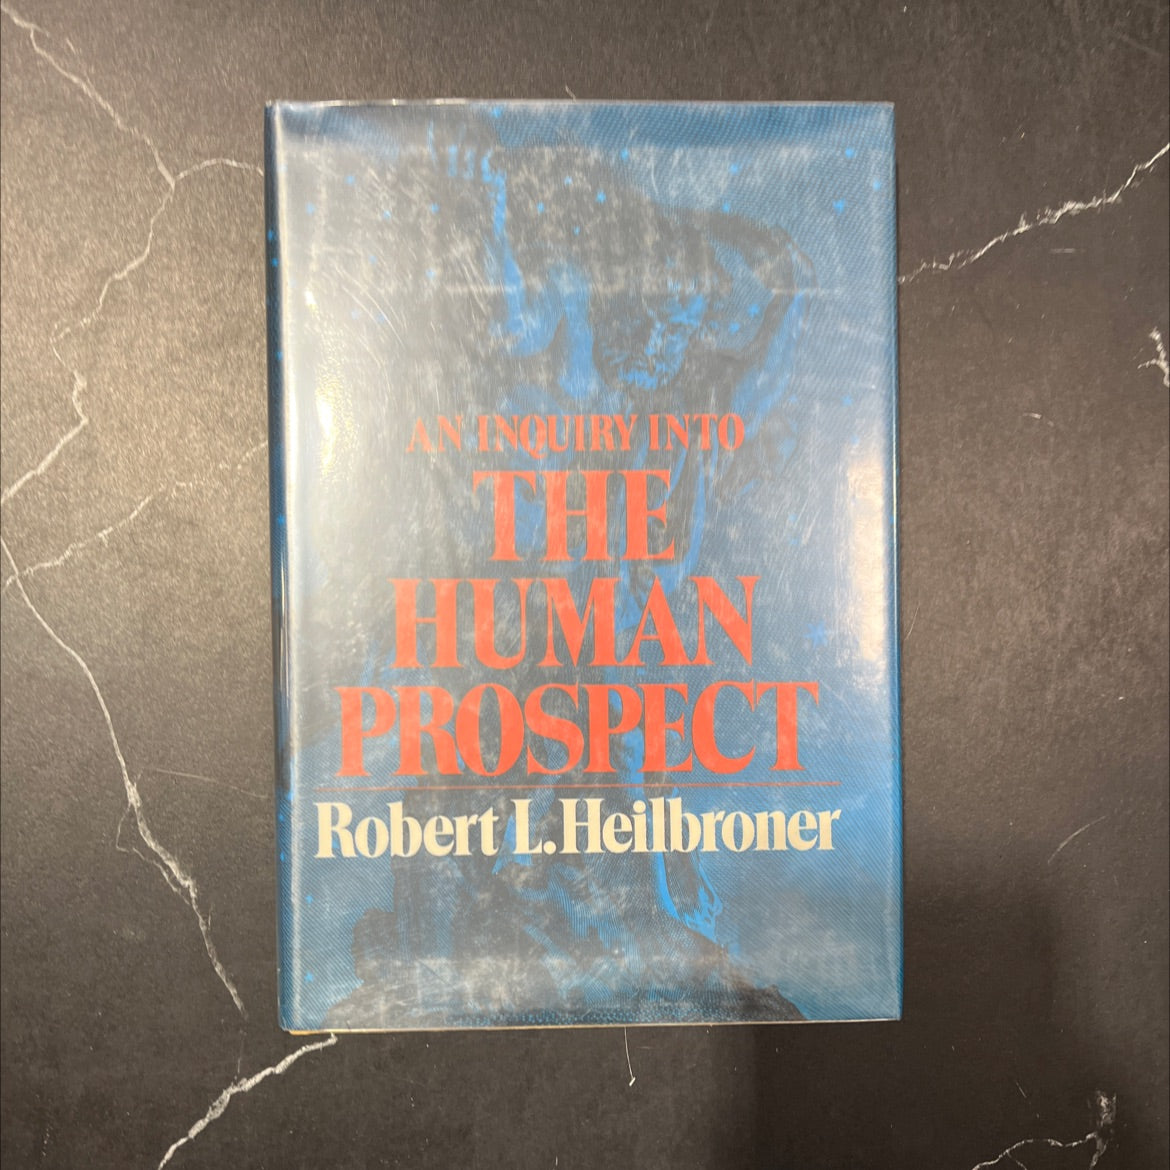 AN INQUIRY INTO
THE
HUMAN
PROSPECT
Robert L. Heilbroner